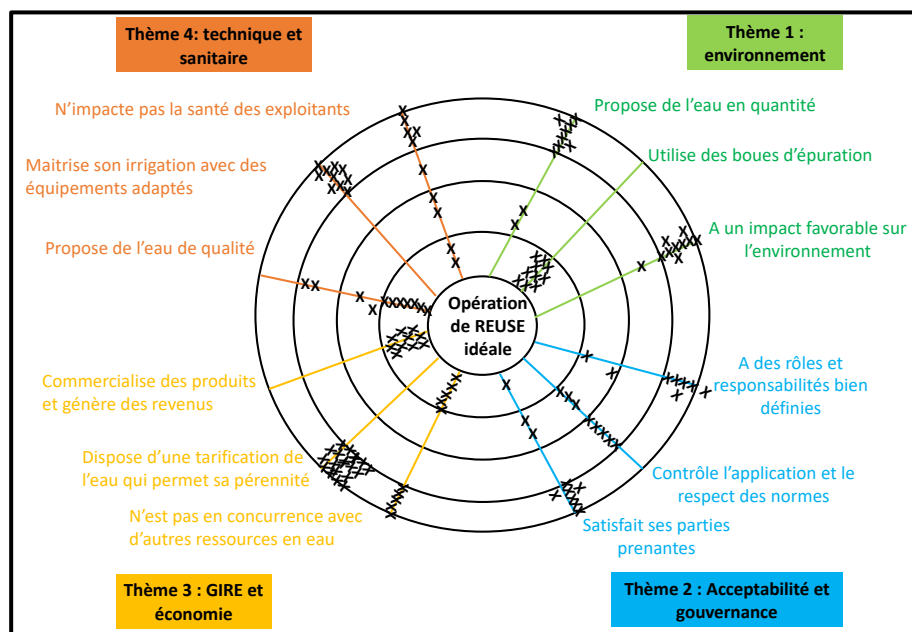 Thème 4: technique et
sanitaire
Thème 1 :
environnement
N'impacte pas la santé des exploitants
Propose de l'eau en quantité
Maitrise son irrigation avec des
équipements adaptés
Utilise des boues d'épuration
Propose de l'eau de qualité
A un impact favorable sur
l'environnement
Opération
de REUSE
idéale
Commercialise des produits
et génère des revenus
A des rôles et
responsabilités bien
définies
Dispose d'une tarification de
l'eau qui permet sa pérennité
Contrôle l'application et le
respect des normes
N'est pas en concurrence avec
d'autres ressources en eau
Satisfait ses parties
prenantes
Thème 3 : GIRE et
économie
Thème 2 : Acceptabilité et
gouvernance